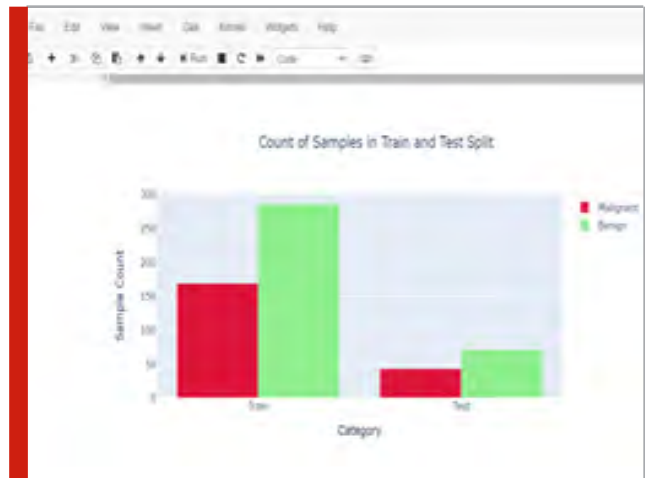 File Edit View Insert Cell Kernel Widgets Help
Run Code
Count of Samples in Train and Test Split
Malignant
Benign
300
250
200
150
100
50
0
Sample Count
Train Test
Category